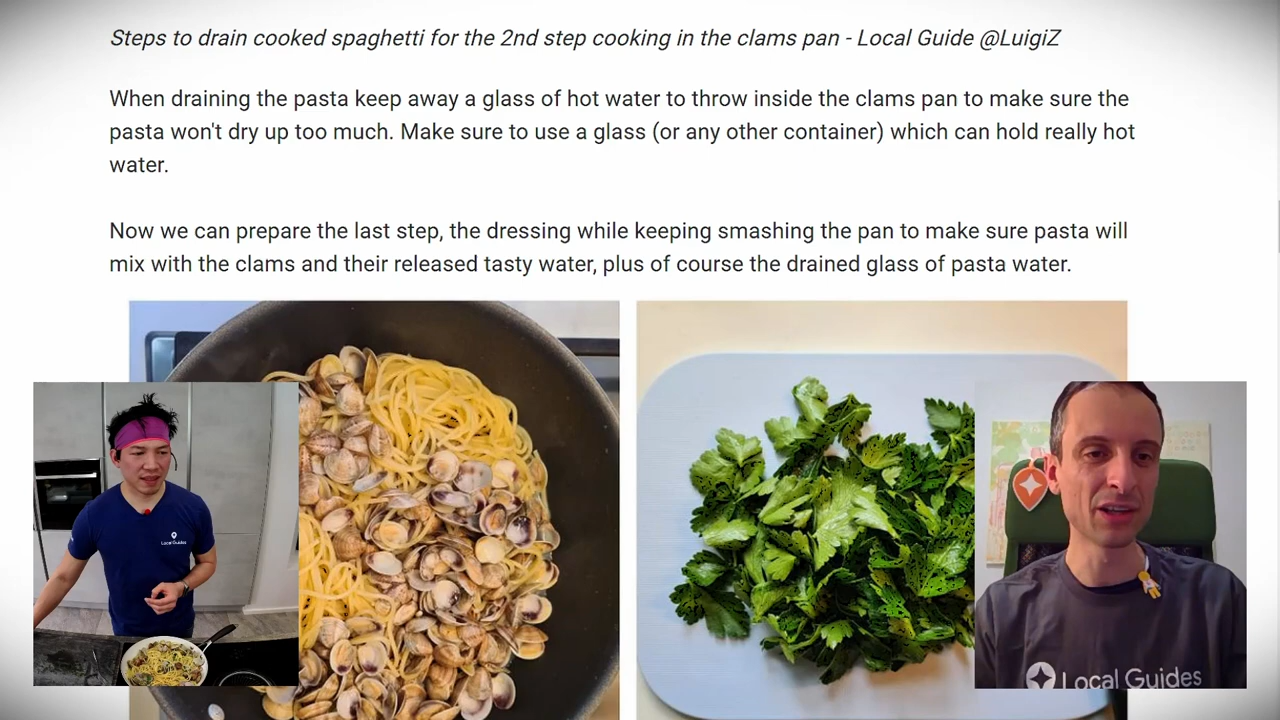 Steps to drain cooked spaghetti for the 2nd step cooking in the clams pan - Local Guide @LuigiZ
When draining the pasta keep away a glass of hot water to throw inside the clams pan to make sure the
pasta won't dry up too much. Make sure to use a glass (or any other container) which can hold really hot
water.
Now we can prepare the last step, the dressing while keeping smashing the pan to make sure pasta will
mix with the clams and their released tasty water, plus of course the drained glass of pasta water.
Local Guides
Local Guides